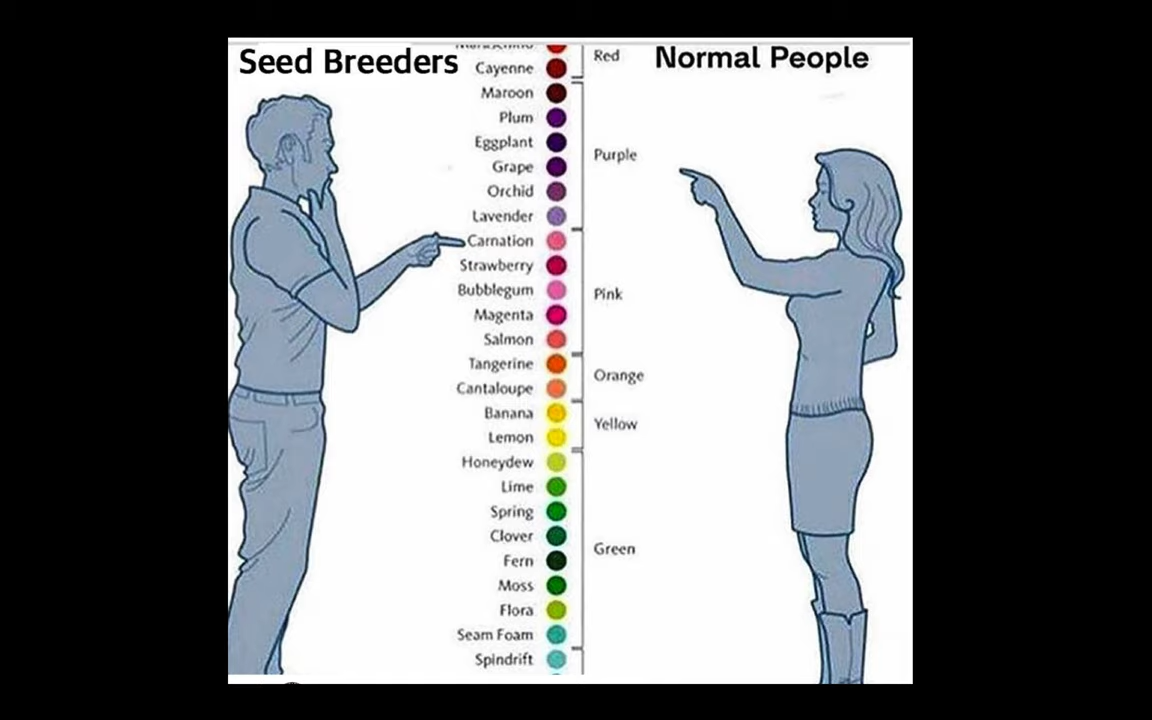 Seed Breeders
Normal People
Red
Cayenne
Maroon
Plum
Eggplant
Purple
Grape
Orchid
Lavender
Carnation
Strawberry
Bubblegum
Pink
Magenta
Salmon
Tangerine
Orange
Cantaloupe
Banana
Yellow
Lemon
Honeydew
Lime
Spring
Clover
Green
Fern
Moss
Flora
Seam Foam
Spindrift